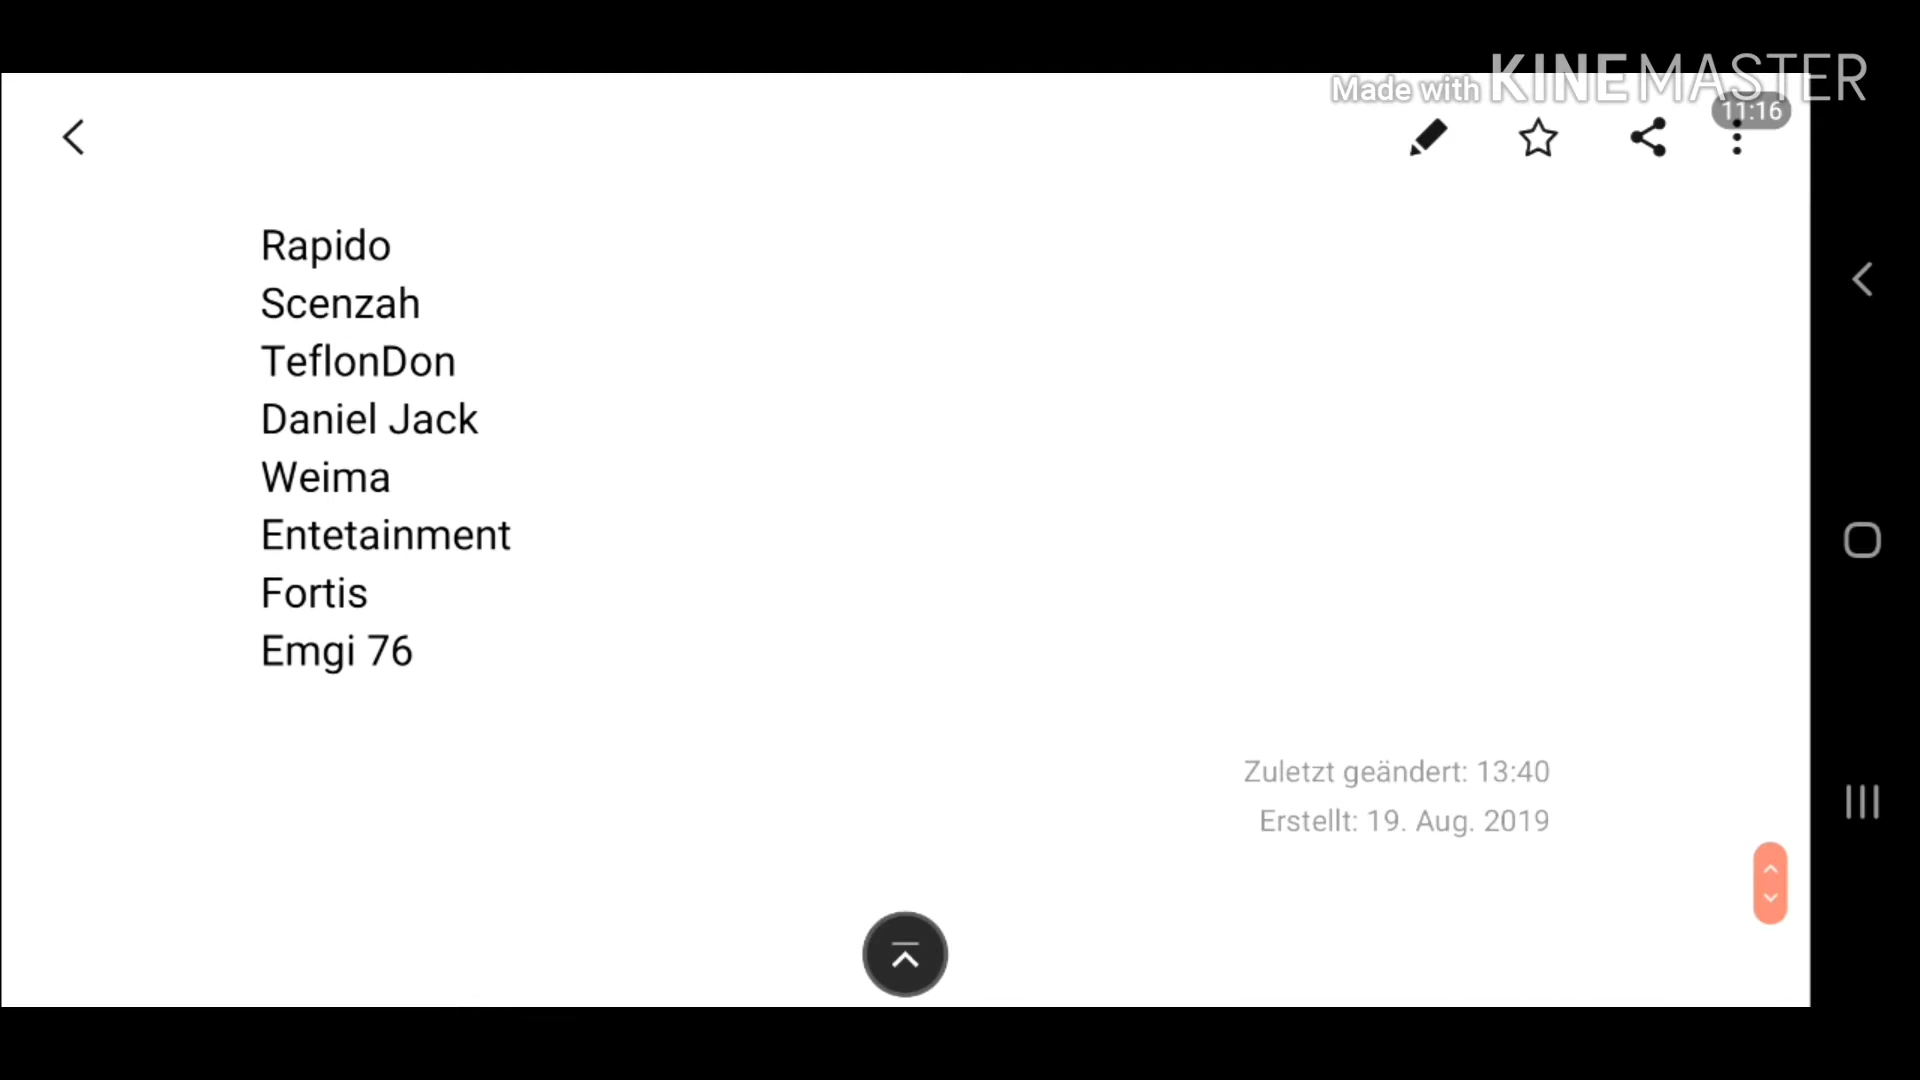 Made with KINEMASTER
11:16
Rapido
Scenzah
TeflonDon
Daniel Jack
Weima
Entetainment
Fortis
Emgi 76
Zuletzt geändert: 13:40
Erstellt: 19. Aug. 2019